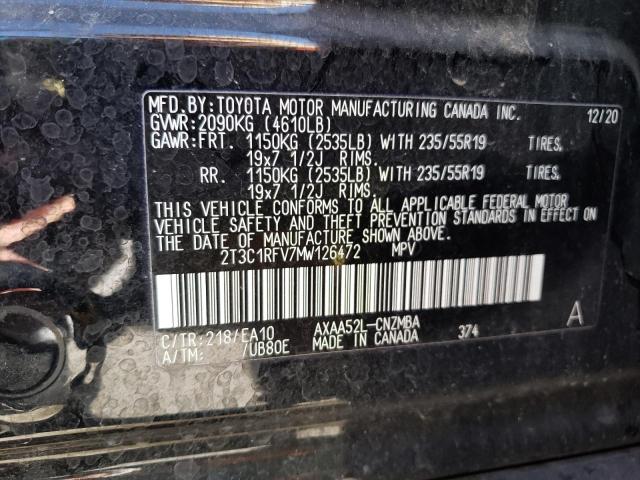 MFD.BY:TOYOTA MOTOR MANUFACTURING CANADA INC. 12/20
GVWR:2090KG (4610LB)
GAWR:FRT. 1150KG (2535LB) WITH 235/55R19 TIRES.
19x7 1/2J RIMS.
RR. 1150KG (2535LB) WITH 235/55R19 TIRES.
19x7 1/2J RIMS.
THIS VEHICLE CONFORMS TO ALL APPLICABLE FEDERAL MOTOR
VEHICLE SAFETY AND THEFT PREVENTION STANDARDS IN EFFECT ON
THE DATE OF MANUFACTURE SHOWN ABOVE.
2T3C1RFV7MW126472 MPV
C/TR:218/EA10 AXAA52L-CNZMBA 374 A
A/TM: /UB80E MADE IN CANADA